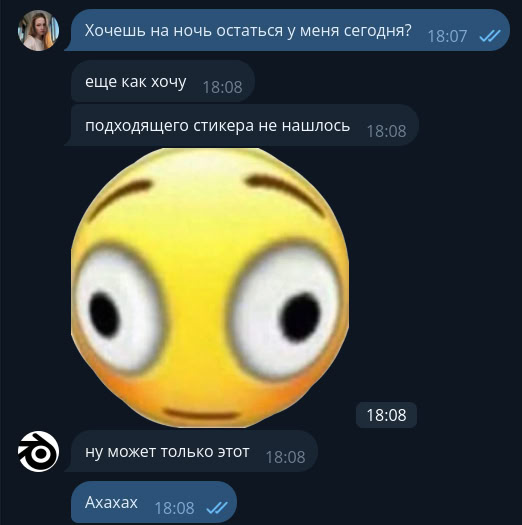 Хочешь на ночь остаться у меня сегодня? 18:07
еще как хочу 18:08
подходящего стикера не нашлось 18:08
18:08
ну может только этот 18:08
Ахахах 18:08